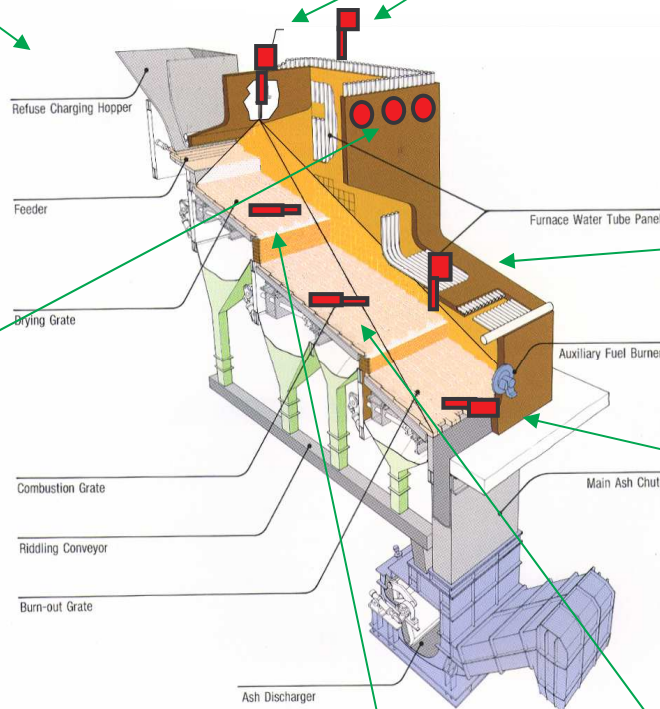 Refuse Charging Hopper
Feeder
Furnace Water Tube Panel
Drying Grate
Auxiliary Fuel Burner
Combustion Grate
Main Ash Chut
Riddling Conveyor
Burn-out Grate
Ash Discharger